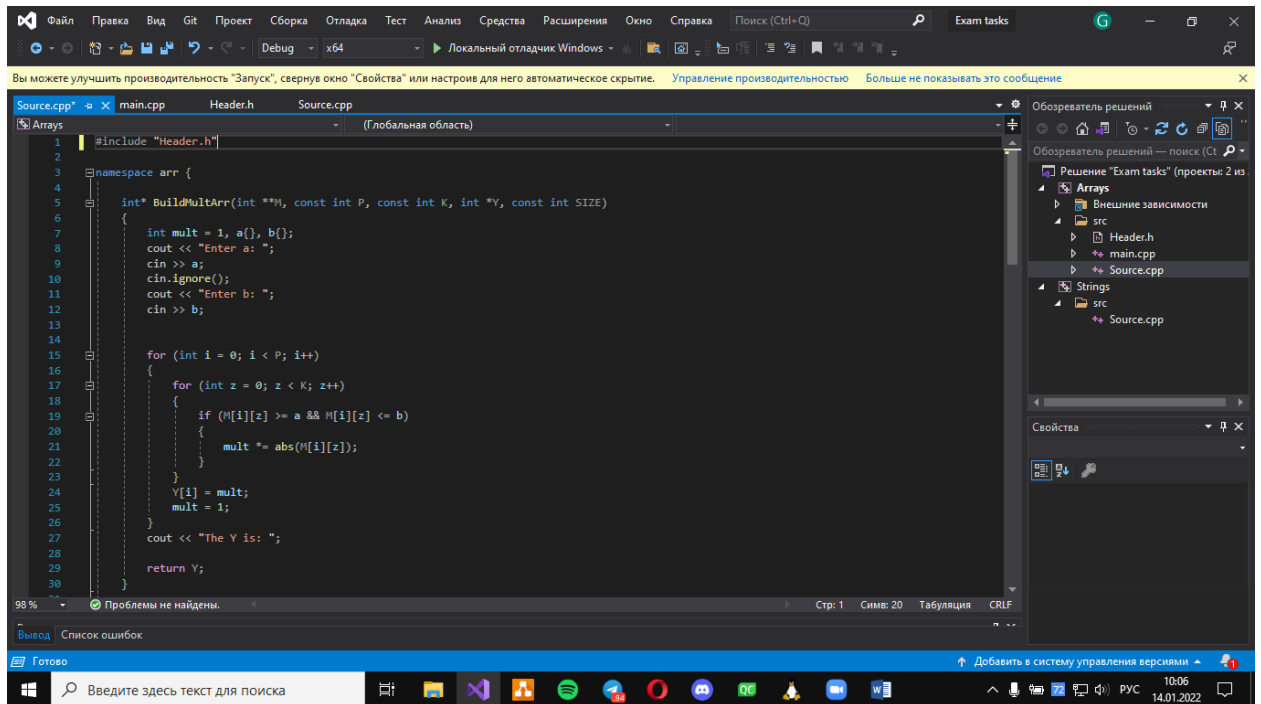 Файл Правка Вид Git Проект Сборка Отладка Тест Анализ Средства Расширения Окно Справка Поиск (Ctrl+Q) Exam tasks G
Debug x64 Локальный отладчик Windows
Вы можете улучшить производительность "Запуск", свернув окно "Свойства" или настроив для него автоматическое скрытие. Управление производительностью Больше не показывать это сообщение
Source.cpp* main.cpp Header.h Source.cpp
Arrays (Глобальная область)
1 #include "Header.h"
2
3 namespace arr {
4
5 int* BuildMultArr(int **M, const int P, const int K, int *Y, const int SIZE)
6 {
7 int mult = 1, a{}, b{};
8 cout << "Enter a: ";
9 cin >> a;
10 cin.ignore();
11 cout << "Enter b: ";
12 cin >> b;
13
14
15 for (int i = 0; i < P; i++)
16 {
17 for (int z = 0; z < K; z++)
18 {
19 if (M[i][z] >= a && M[i][z] <= b)
20 {
21 mult *= abs(M[i][z]);
22 }
23 }
24 Y[i] = mult;
25 mult = 1;
26 }
27 cout << "The Y is: ";
28
29 return Y;
30 }
98 % Проблемы не найдены. Стр: 1 Симв: 20 Табуляция CRLF
Вывод Список ошибок
Обозреватель решений
Обозреватель решений — поиск (Ct
Решение "Exam tasks" (проекты: 2 из
Arrays
Внешние зависимости
src
Header.h
main.cpp
Source.cpp
Strings
src
Source.cpp
Свойства
Готово Добавить в систему управления версиями 1
Введите здесь текст для поиска 94 QC W 72 РУС 10:06
14.01.2022